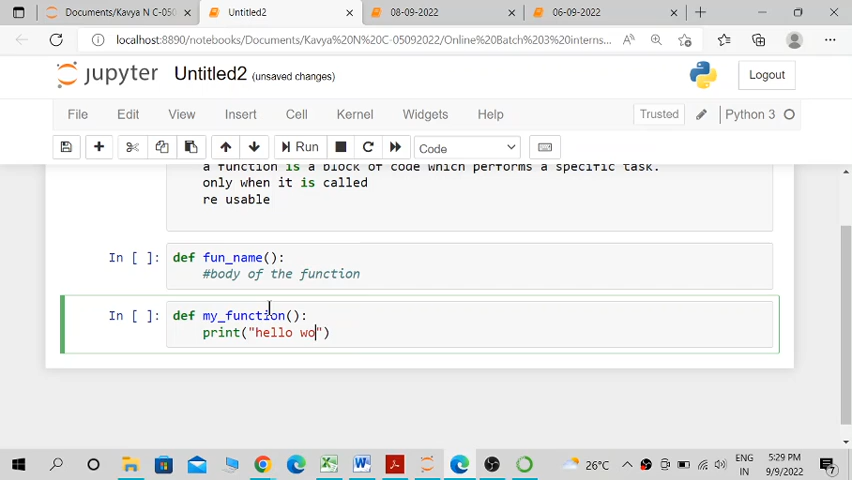 Documents/Kavya N C-050
Untitled2
08-09-2022
06-09-2022
localhost:8890/notebooks/Documents/Kavya%20N%20C-05092022/Online%20Batch%203%20interns...
jupyter Untitled2 (unsaved changes)
Logout
File Edit View Insert Cell Kernel Widgets Help
Trusted
Python 3
Run
Code
a function is a block of code which performs a specific task.
only when it is called
re usable
In [ ]: def fun_name():
#body of the function
In [ ]: def my_function():
print("hello wo")
26°C
ENG
IN
5:29 PM
9/9/2022